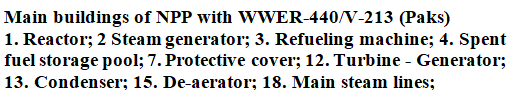 Main buildings of NPP with WWER-440/V-213 (Paks)
1. Reactor; 2 Steam generator; 3. Refueling machine; 4. Spent
fuel storage pool; 7. Protective cover; 12. Turbine - Generator;
13. Condenser; 15. De-aerator; 18. Main steam lines;